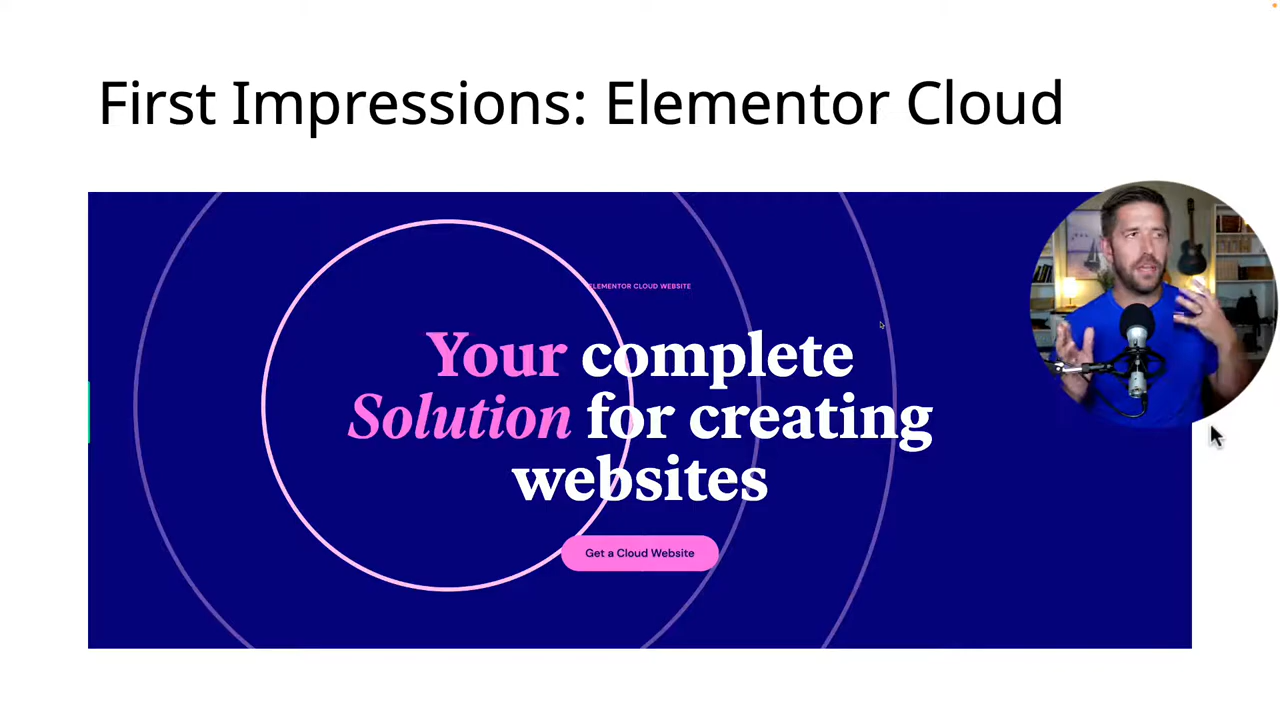 First Impressions: Elementor Cloud
ELEMENTOR CLOUD WEBSITE
Your complete
Solution for creating
websites
Get a Cloud Website